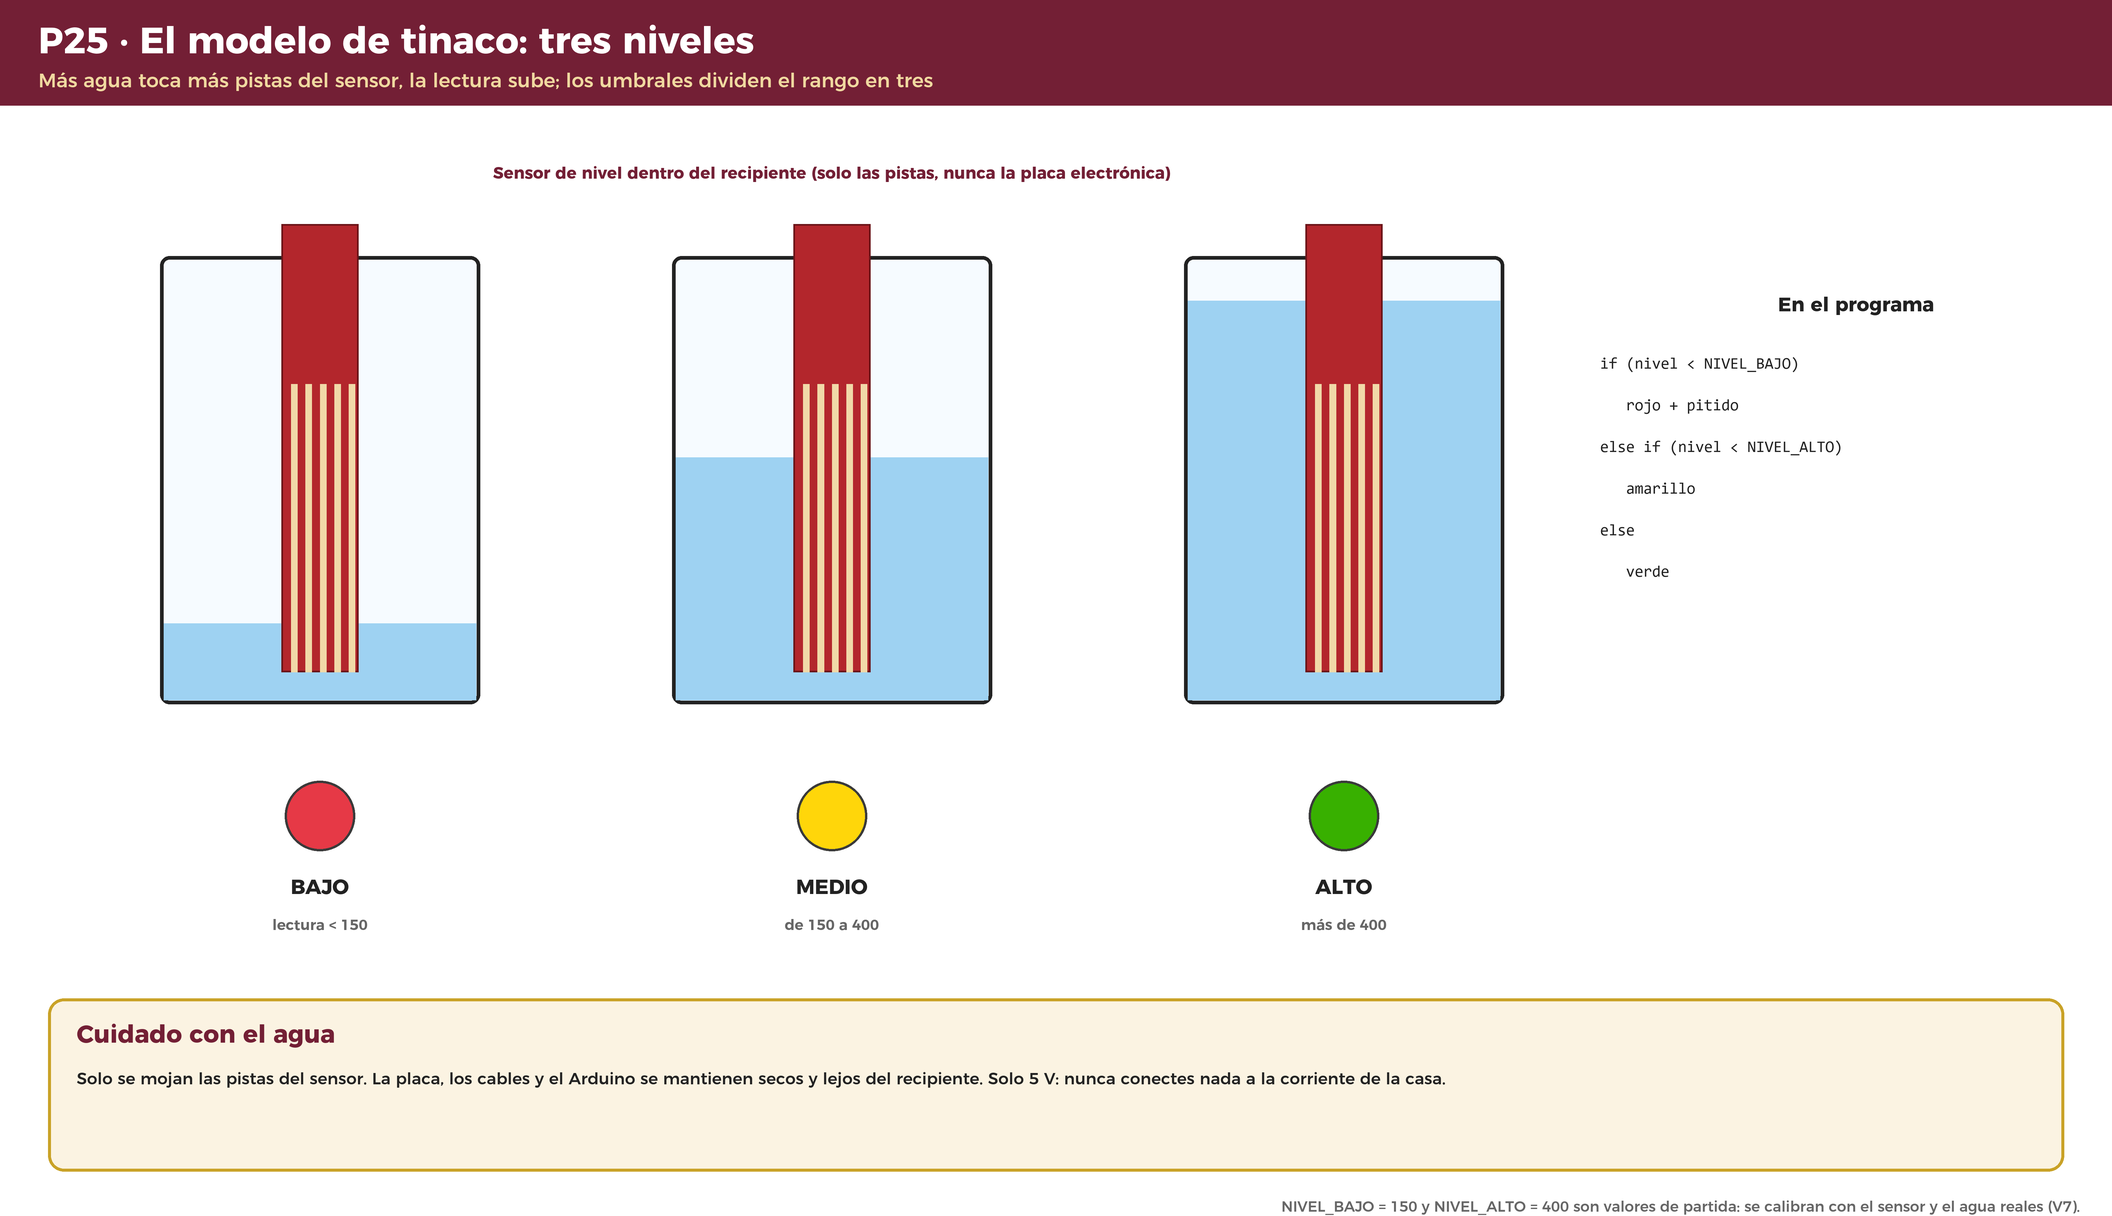 P25 · El modelo de tinaco: tres niveles
Más agua toca más pistas del sensor, la lectura sube; los umbrales dividen el rango en tres
Sensor de nivel dentro del recipiente (solo las pistas, nunca la placa electrónica)
En el programa
if (nivel < NIVEL_BAJO)
rojo + pitido
else if (nivel < NIVEL_ALTO)
amarillo
else
verde
BAJO
lectura < 150
MEDIO
de 150 a 400
ALTO
más de 400
Cuidado con el agua
Solo se mojan las pistas del sensor. La placa, los cables y el Arduino se mantienen secos y lejos del recipiente. Solo 5 V: nunca conectes nada a la corriente de la casa.
NIVEL_BAJO = 150 y NIVEL_ALTO = 400 son valores de partida: se calibran con el sensor y el agua reales (V7).